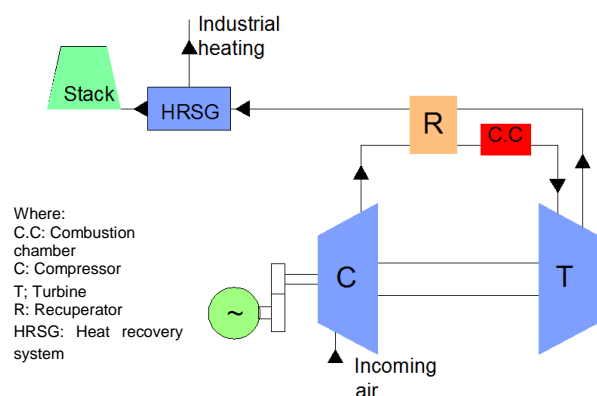 Industrial
heating
Stack
HRSG
R
C.C
Where:
C.C: Combustion
chamber
C: Compressor
T; Turbine
R: Recuperator
HRSG: Heat recovery
system
C
T
~
Incoming
air